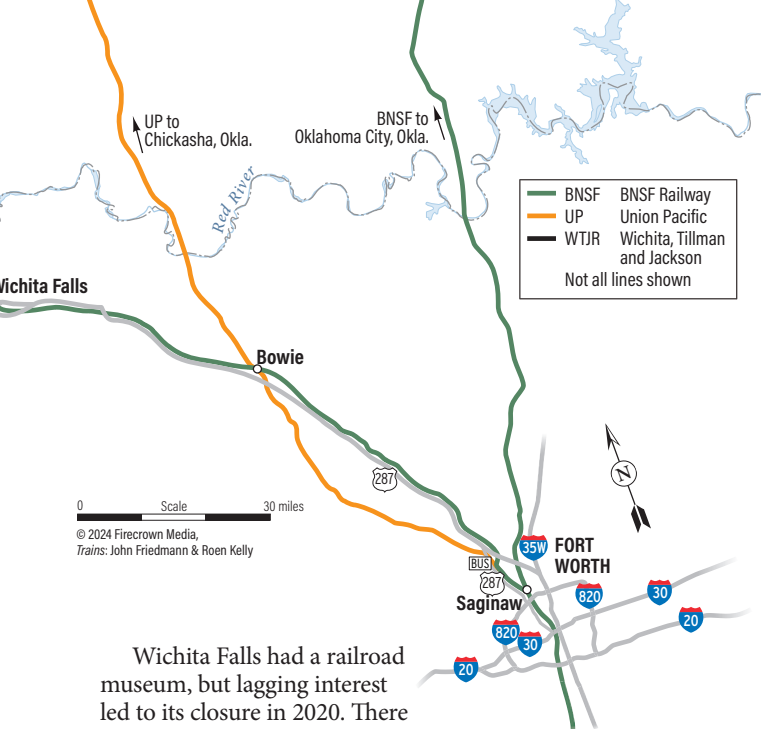 UP to
Chickasha, Okla.
BNSF to
Oklahoma City, Okla.
Red River
BNSF BNSF Railway
UP Union Pacific
WTJR Wichita, Tillman
and Jackson
Not all lines shown
Wichita Falls
Bowie
287
N
0 Scale 30 miles
© 2024 Firecrown Media,
Trains: John Friedmann & Roen Kelly
35W
FORT
WORTH
BUS
287
Saginaw
820
30
20
820
30
20
Wichita Falls had a railroad
museum, but lagging interest
led to its closure in 2020. There